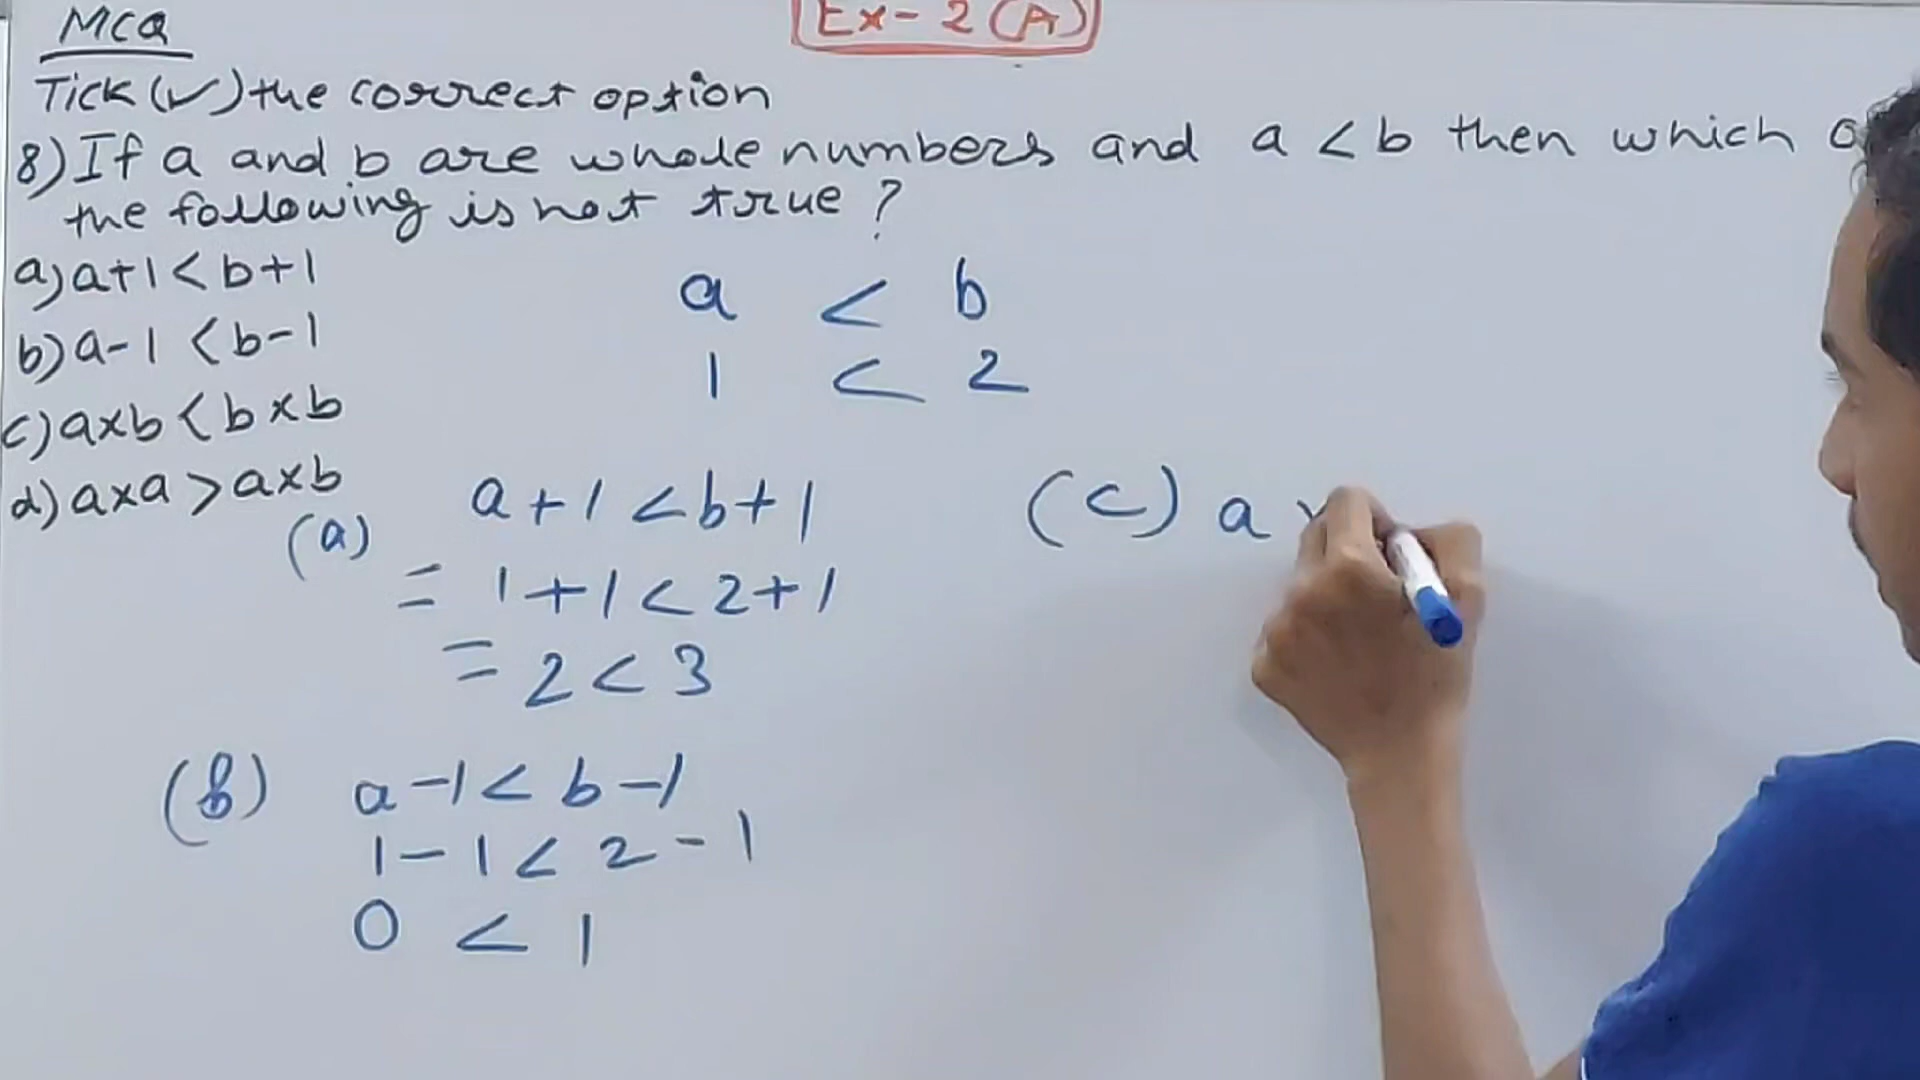 MCQ
Ex-2(A)
Tick (✓) the correct option
8) If a and b are whole numbers and a < b then which
the following is not true ?
a) a+1 < b+1
b) a-1 < b-1
c) a×b < b×b
d) a×a > a×b
a < b
1 < 2
(a) a+1 < b+1
= 1+1 < 2+1
= 2 < 3
(b) a-1 < b-1
1-1 < 2-1
0 < 1
(c) a